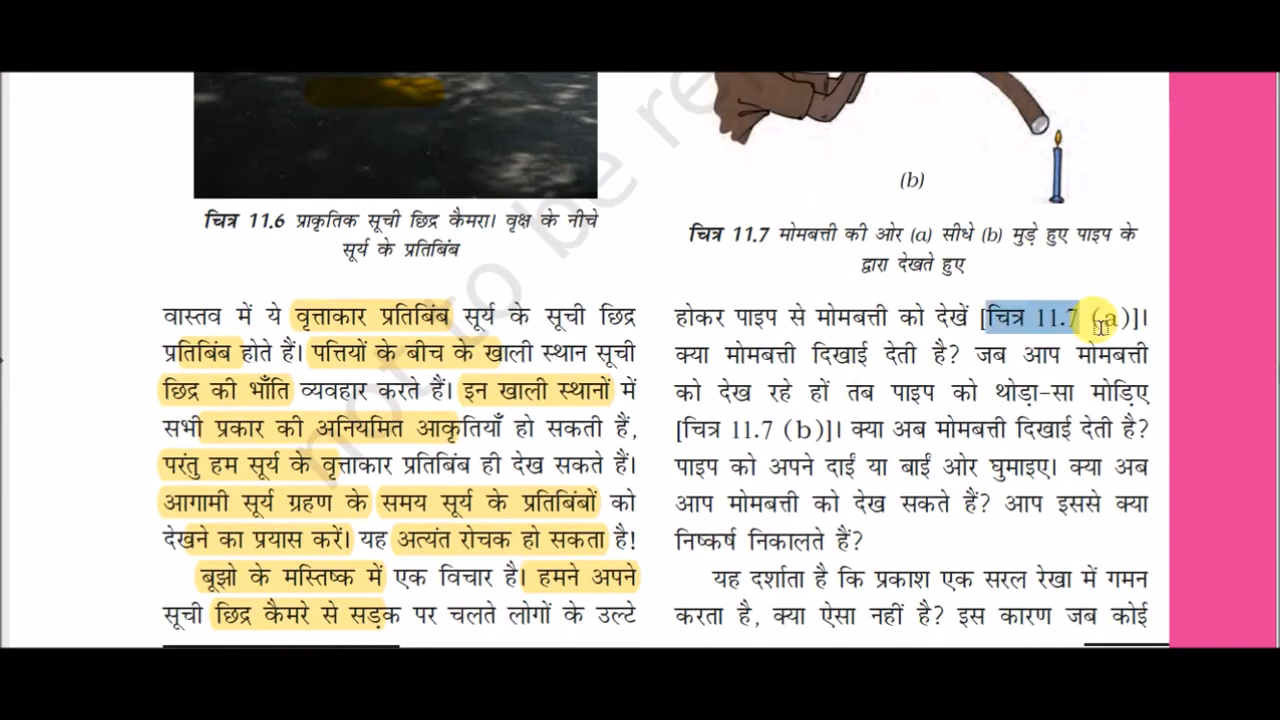 (b)
चित्र 11.6 प्राकृतिक सूची छिद्र कैमरा। वृक्ष के नीचे
सूर्य के प्रतिबिंब
चित्र 11.7 मोमबत्ती की ओर (a) सीधे (b) मुड़े हुए पाइप के
द्वारा देखते हुए
वास्तव में ये वृत्ताकार प्रतिबिंब सूर्य के सूची छिद्र
प्रतिबिंब होते हैं। पत्तियों के बीच के खाली स्थान सूची
छिद्र की भाँति व्यवहार करते हैं। इन खाली स्थानों में
सभी प्रकार की अनियमित आकृतियाँ हो सकती हैं,
परंतु हम सूर्य के वृत्ताकार प्रतिबिंब ही देख सकते हैं।
आगामी सूर्य ग्रहण के समय सूर्य के प्रतिबिंबों को
देखने का प्रयास करें। यह अत्यंत रोचक हो सकता है!
बूझो के मस्तिष्क में एक विचार है। हमने अपने
सूची छिद्र कैमरे से सड़क पर चलते लोगों के उल्टे
होकर पाइप से मोमबत्ती को देखें [चित्र 11.7 (a)]।
क्या मोमबत्ती दिखाई देती है? जब आप मोमबत्ती
को देख रहे हों तब पाइप को थोड़ा-सा मोड़िए
[चित्र 11.7 (b)]। क्या अब मोमबत्ती दिखाई देती है?
पाइप को अपने दाईं या बाईं ओर घुमाइए। क्या अब
आप मोमबत्ती को देख सकते हैं? आप इससे क्या
निष्कर्ष निकालते हैं?
यह दर्शाता है कि प्रकाश एक सरल रेखा में गमन
करता है, क्या ऐसा नहीं है? इस कारण जब कोई
not to be re